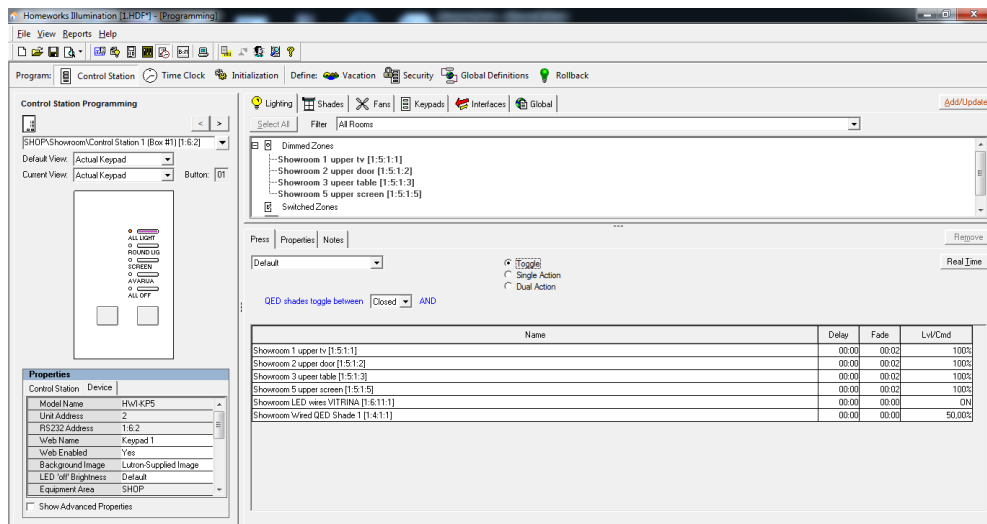 Homeworks Illumination [1.HDF*] - [Programming]
File View Reports Help
Program: Control Station Time Clock Initialization Define: Vacation Security Global Definitions Rollback
Control Station Programming
< >
SHOP\Showroom\Control Station 1 (Box #1) [1:6:2]
Default View: Actual Keypad
Current View: Actual Keypad Button: 01
ALL LIGHT
ROUND LIG
SCREEN
AVARIJA
ALL OFF
Properties
Control Station Device
Model Name HWI-KP5
Unit Address 2
RS232 Address 1:6:2
Web Name Keypad 1
Web Enabled Yes
Background Image Lutron-Supplied Image
LED 'off' Brightness Default
Equipment Area SHOP
Show Advanced Properties
Lighting Shades Fans Keypads Interfaces Global Add/Update
Select All Filter All Rooms
Dimmed Zones
Showroom 1 upper tv [1:5:1:1]
Showroom 2 upper door [1:5:1:2]
Showroom 3 upeer table [1:5:1:3]
Showroom 5 upper screen [1:5:1:5]
Switched Zones
Press Properties Notes Remove
Default Toggle Real Time
Single Action
Dual Action
QED shades toggle between Closed AND
Name Delay Fade Lvl/Cmd
Showroom 1 upper tv [1:5:1:1] 00:00 00:02 100%
Showroom 2 upper door [1:5:1:2] 00:00 00:02 100%
Showroom 3 upeer table [1:5:1:3] 00:00 00:02 100%
Showroom 5 upper screen [1:5:1:5] 00:00 00:02 100%
Showroom LED wires VITRINA [1:6:11:1] 00:00 00:00 ON
Showroom Wired QED Shade 1 [1:4:1:1] 00:00 00:00 50,00%